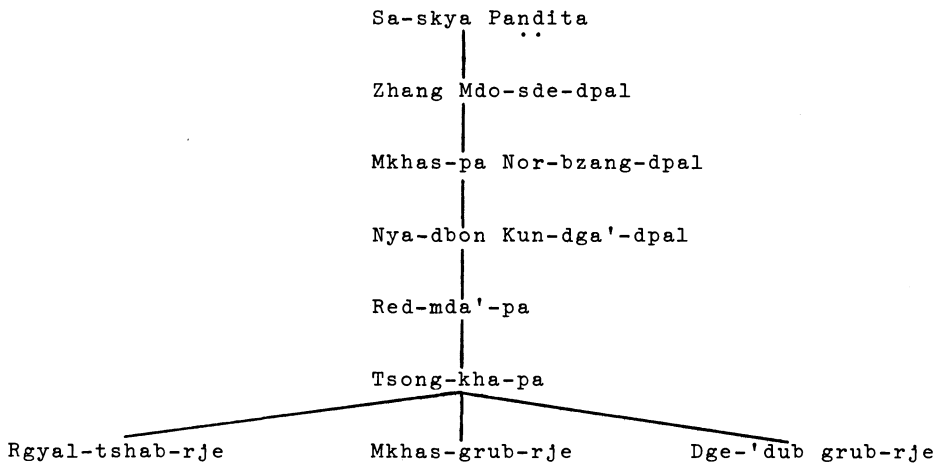 Sa-skya Paṇḍita
Zhang Mdo-sde-dpal
Mkhas-pa Nor-bzang-dpal
Nya-dbon Kun-dga'-dpal
Red-mda'-pa
Tsong-kha-pa
Rgyal-tshab-rje Mkhas-grub-rje Dge-'dub grub-rje